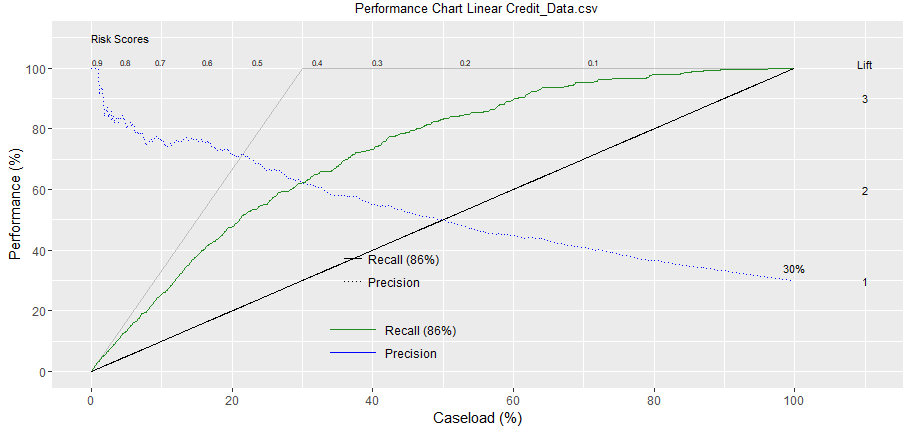 Performance Chart Linear Credit_Data.csv
Risk Scores
0.9 0.8 0.7 0.6 0.5 0.4 0.3 0.2 0.1
Lift
100
3
80
60
2
40
Recall (86%)
30%
Precision
1
20
Recall (86%)
Precision
0
Performance (%)
0 20 40 60 80 100
Caseload (%)